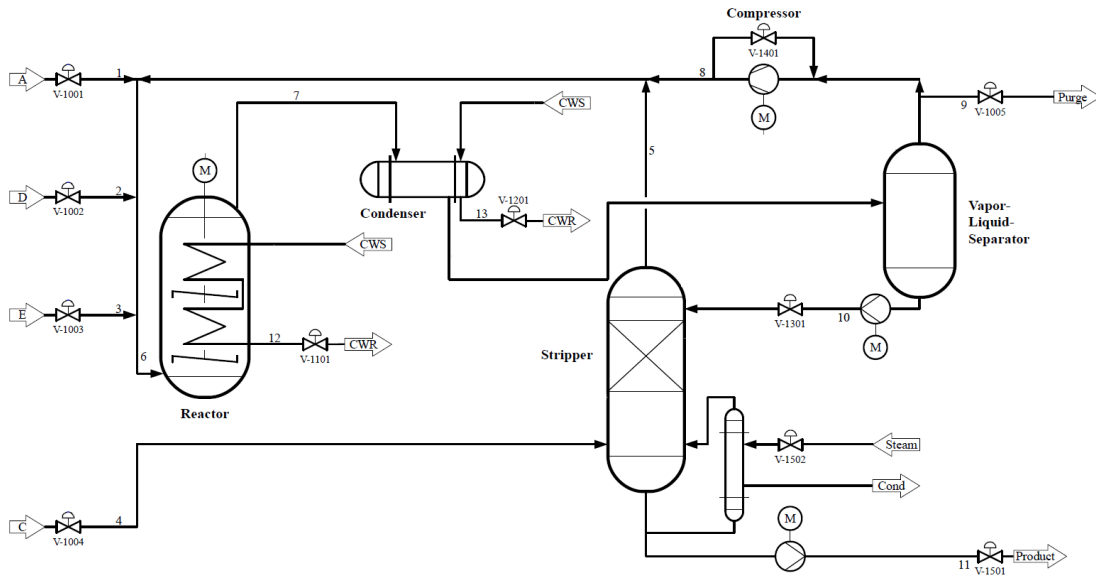 Compressor
V-1401
A
V-1001
1
8
9
V-1005
Purge
M
7
CWS
5
M
D
V-1002
2
Condenser
13
V-1201
CWR
Vapor-
Liquid-
Separator
CWS
E
V-1003
3
V-1301
10
M
12
V-1101
CWR
6
Stripper
Reactor
V-1502
Steam
Cond
C
V-1004
4
M
11
V-1501
Product